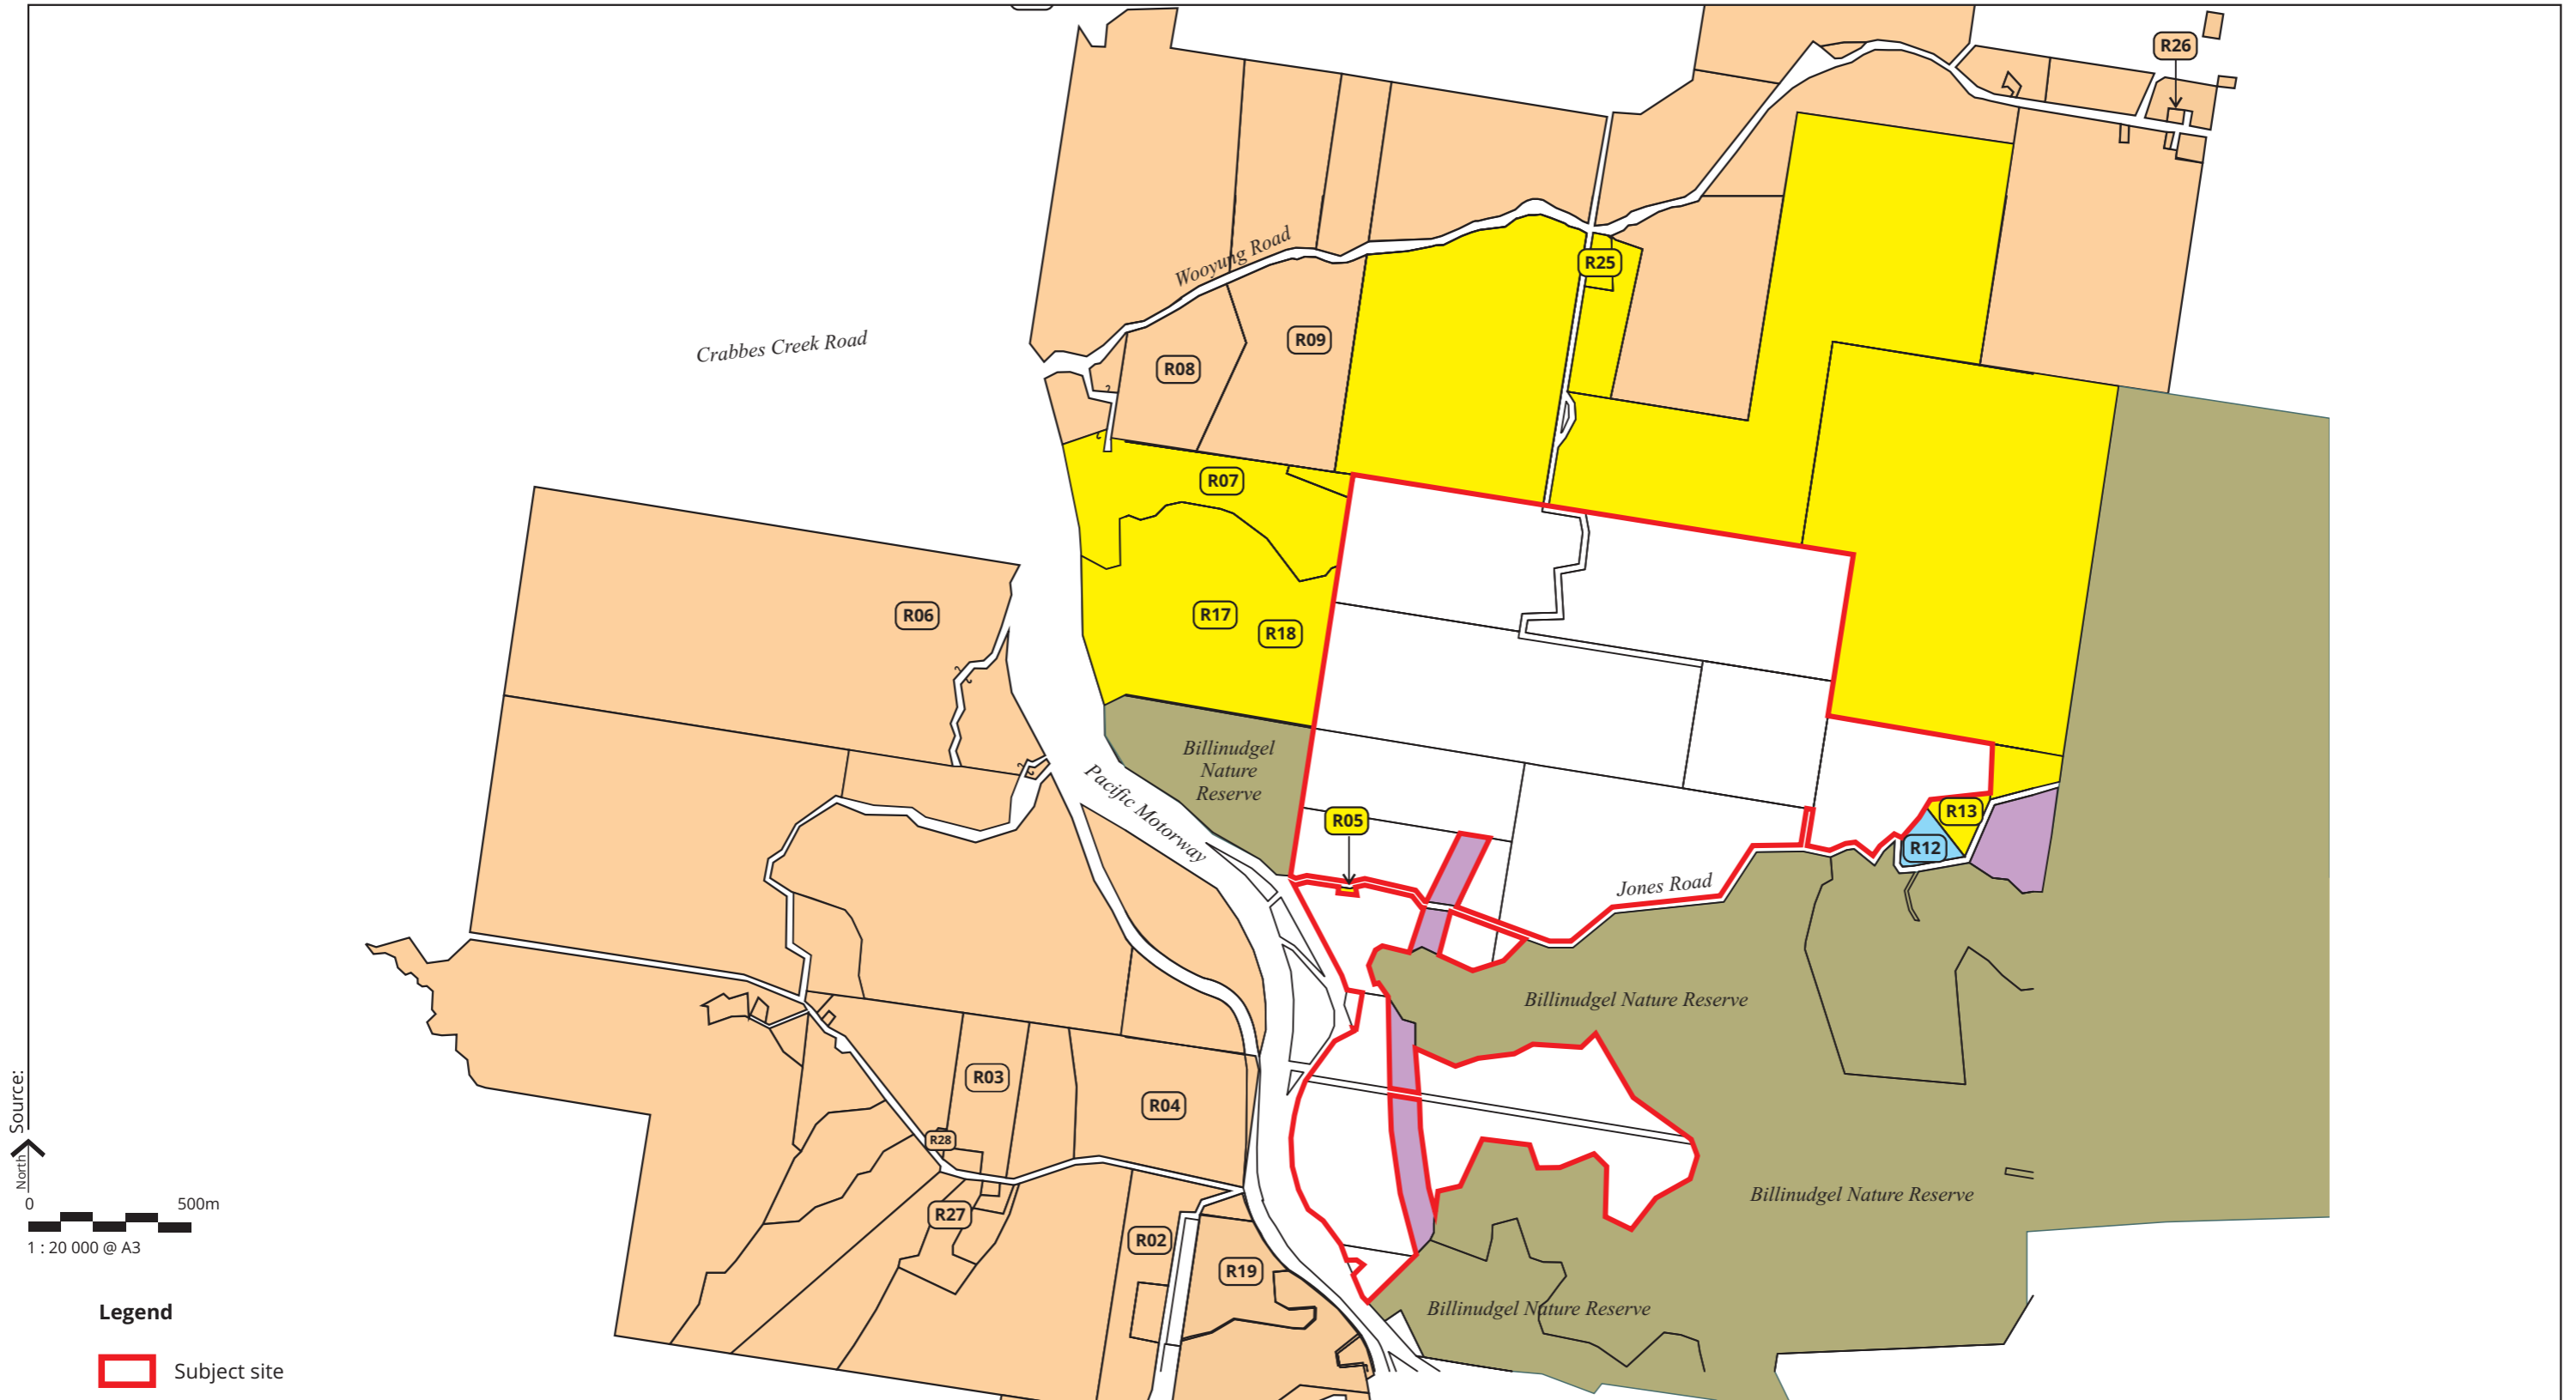 R26
Wooyung Road
R25
Crabbes Creek Road
R09
R08
R07
R06
R17
R18
Billinudgel
Nature
Reserve
Pacific Motorway
R05
R13
R12
Jones Road
Billinudgel Nature Reserve
R03
R04
R28
Billinudgel Nature Reserve
R27
R02
R19
Billinudgel Nature Reserve
Source:
North
0 500m
1 : 20 000 @ A3
Legend
Subject site